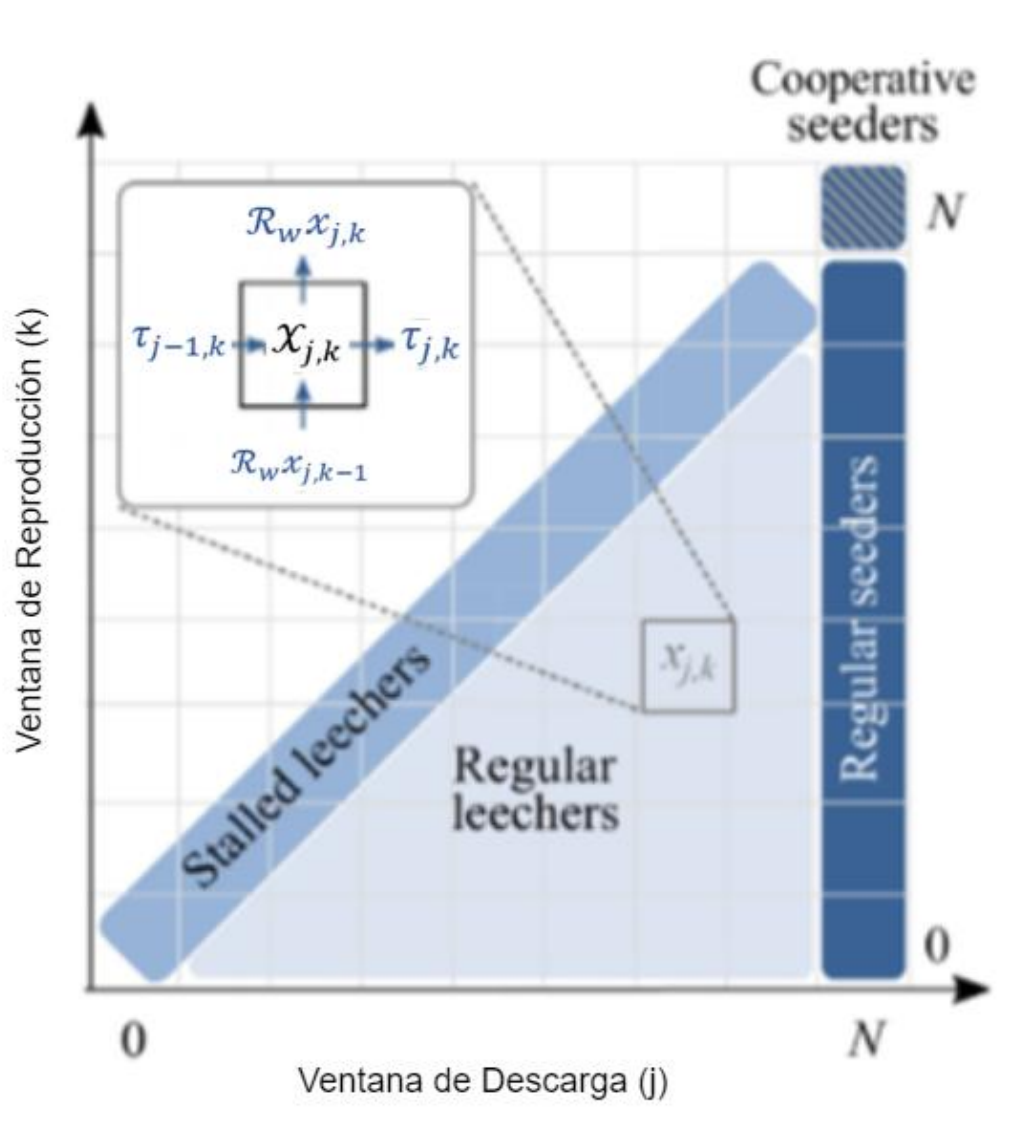 Cooperative
seeders
N
ℛ_w x_{j,k}
τ_{j−1,k} x_{j,k} τ_{j,k}
ℛ_w x_{j,k−1}
Ventana de Reproducción (k)
Stalled leechers
Regular
leechers
x_{j,k}
Regular seeders
0
0
N
Ventana de Descarga (j)